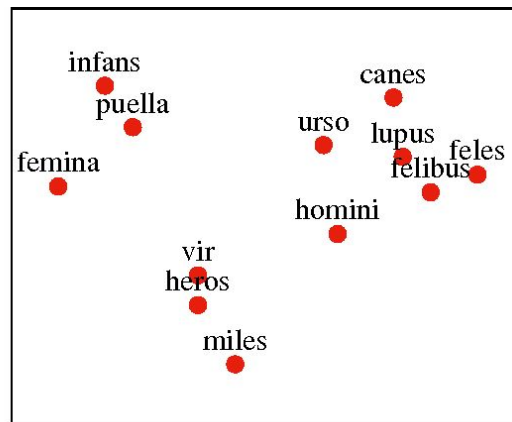 infans
canes
puella
urso
lupus
feles
femina
felibus
homini
vir
heros
miles